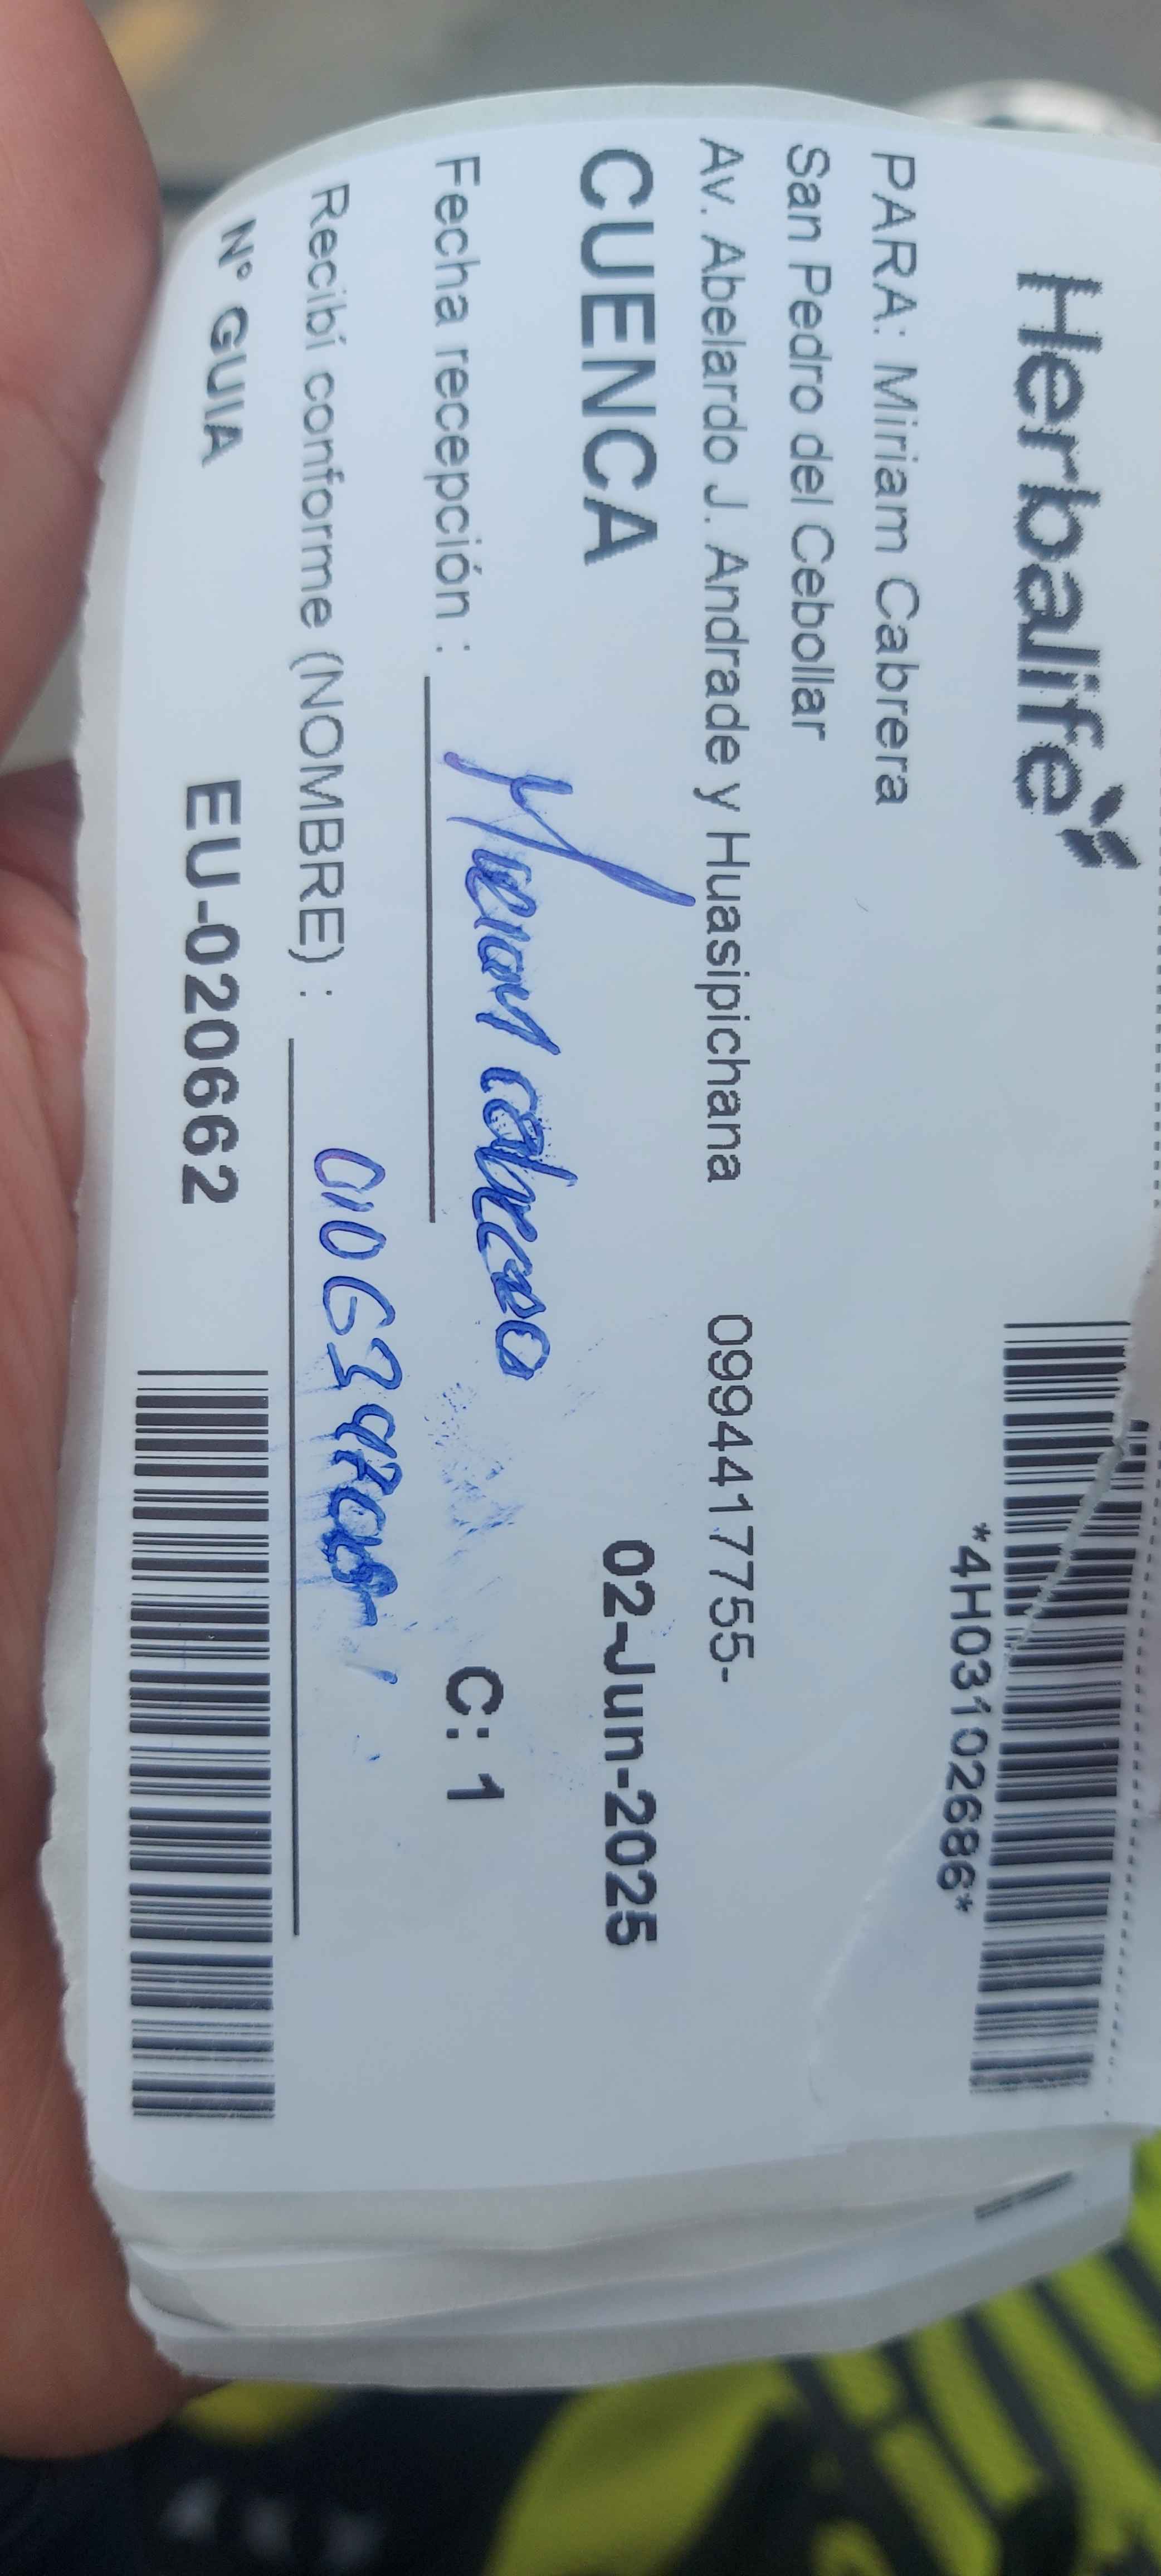 Herbalife
*4H03102686*
PARA: Miriam Cabrera
San Pedro del Cebollar
Av. Abelardo J. Andrade y Huasipichana 0994417755-
CUENCA 02-Jun-2025
Fecha recepción :
C: 1
Recibí conforme (NOMBRE) :
Nº GUIA EU-020662